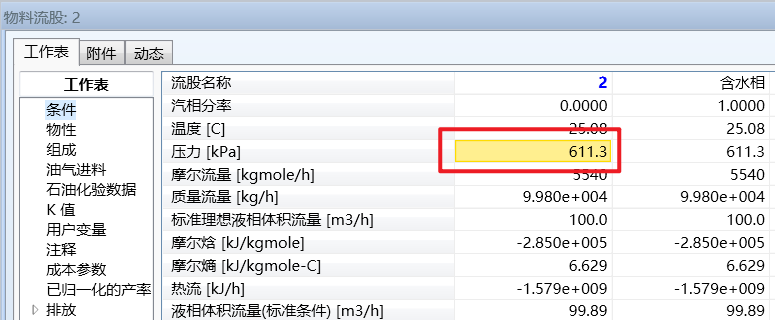 物料流股: 2
工作表 附件 动态
工作表
条件
物性
组成
油气进料
石油化验数据
K 值
用户变量
注释
成本参数
已归一化的产率
排放
流股名称 2 含水相
汽相分率 0.0000 1.0000
温度 [C] 25.08 25.08
压力 [kPa] 611.3 611.3
摩尔流量 [kgmole/h] 5540 5540
质量流量 [kg/h] 9.980e+004 9.980e+004
标准理想液相体积流量 [m3/h] 100.0 100.0
摩尔焓 [kJ/kgmole] -2.850e+005 -2.850e+005
摩尔熵 [kJ/kgmole-C] 6.629 6.629
热流 [kJ/h] -1.579e+009 -1.579e+009
液相体积流量(标准条件) [m3/h] 99.89 99.89